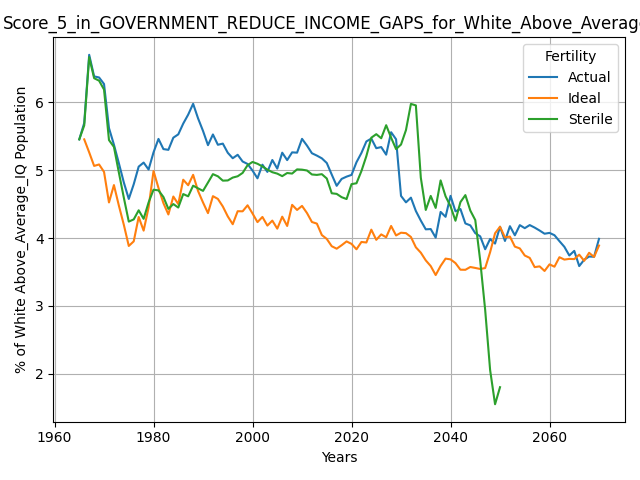 Score_5_in_GOVERNMENT_REDUCE_INCOME_GAPS_for_White_Above_Average
% of White Above_Average_IQ Population
6
5
4
3
2
Fertility
Actual
Ideal
Sterile
1960
1980
2000
2020
2040
2060
Years